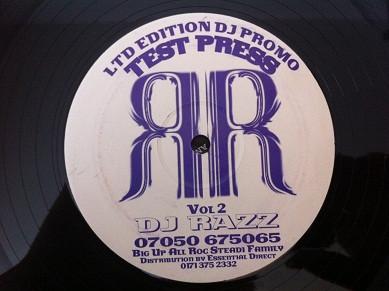 LTD EDITION DJ PROMO
TEST PRESS
RR
VOL 2
DJ RAZZ
07050 675065
BIG UP ALL ROC STEADI FAMILY
DISTRIBUTION BY ESSENTIAL DIRECT
0171 375 2332